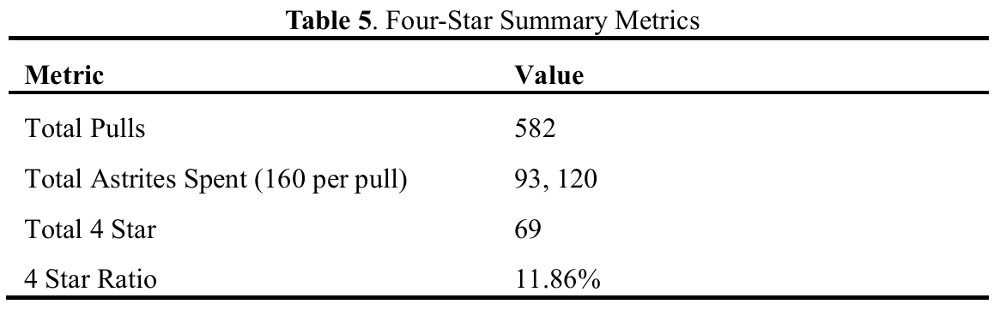 Table 5. Four-Star Summary Metrics
Metric Value
Total Pulls 582
Total Astrites Spent (160 per pull) 93, 120
Total 4 Star 69
4 Star Ratio 11.86%